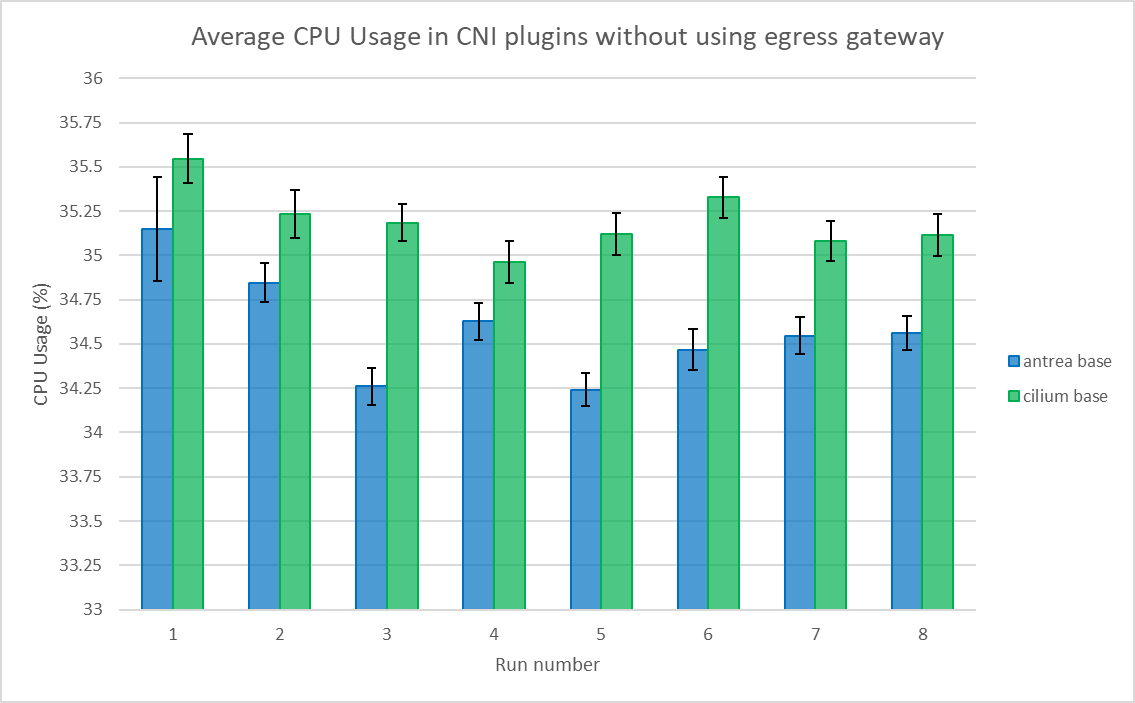 Average CPU Usage in CNI plugins without using egress gateway
36
35.75
35.5
35.25
35
34.75
34.5
34.25
34
33.75
33.5
33.25
33
CPU Usage (%)
1 2 3 4 5 6 7 8
Run number
antrea base
cilium base